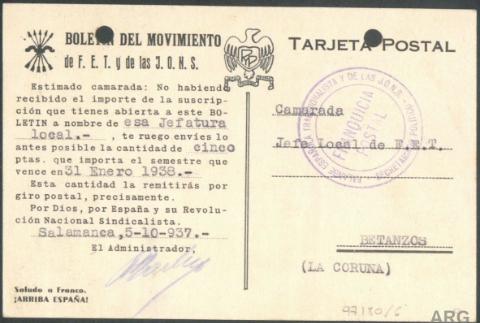 BOLETIN DEL MOVIMIENTO
de F. E. T. y de las J. O. N. S.
Estimado camarada: No habiendo
recibido el importe de la suscrip-
ción que tienes abierta a este BO-
LETIN a nombre de esa Jefatura
local.- , te ruego envíes lo
antes posible la cantidad de cinco
ptas. que importa el semestre que
vence en 31 Enero 1938.-
Esta cantidad la remitirás por
giro postal, precisamente.
Por Dios, por España y su Revolu-
ción Nacional Sindicalista.
Salamanca, 5-10-937.-
El Administrador,
Saludo a Franco.
¡ARRIBA ESPAÑA!
TARJETA POSTAL
FRANQUICIA
POSTAL
Camarada
Jefe Local de F.E.T.
BETANZOS
(LA CORUÑA)
ARG